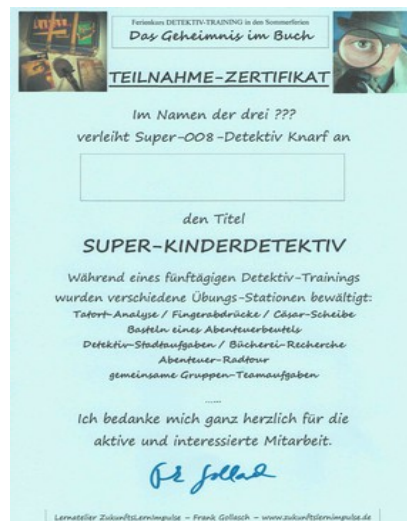 Ferienkurs DETEKTIV-TRAINING in den Sommerferien
Das Geheimnis im Buch
TEILNAHME-ZERTIFIKAT
Im Namen der drei ???
verleiht Super-008-Detektiv Knarf an
den Titel
SUPER-KINDERDETEKTIV
Während eines fünftägigen Detektiv-Trainings
wurden verschiedene Übungs-Stationen bewältigt:
Tatort-Analyse / Fingerabdrücke / Cäsar-Scheibe
Basteln eines Abenteuerbeutels
Detektiv-Stadtaufgaben / Bücherei-Recherche
Abenteuer-Radtour
gemeinsame Gruppen-Teamaufgaben
......
Ich bedanke mich ganz herzlich für die
aktive und interessierte Mitarbeit.
Lernatelier ZukunftsLernimpulse – Frank Gollasch – www.zukunftslernimpulse.de